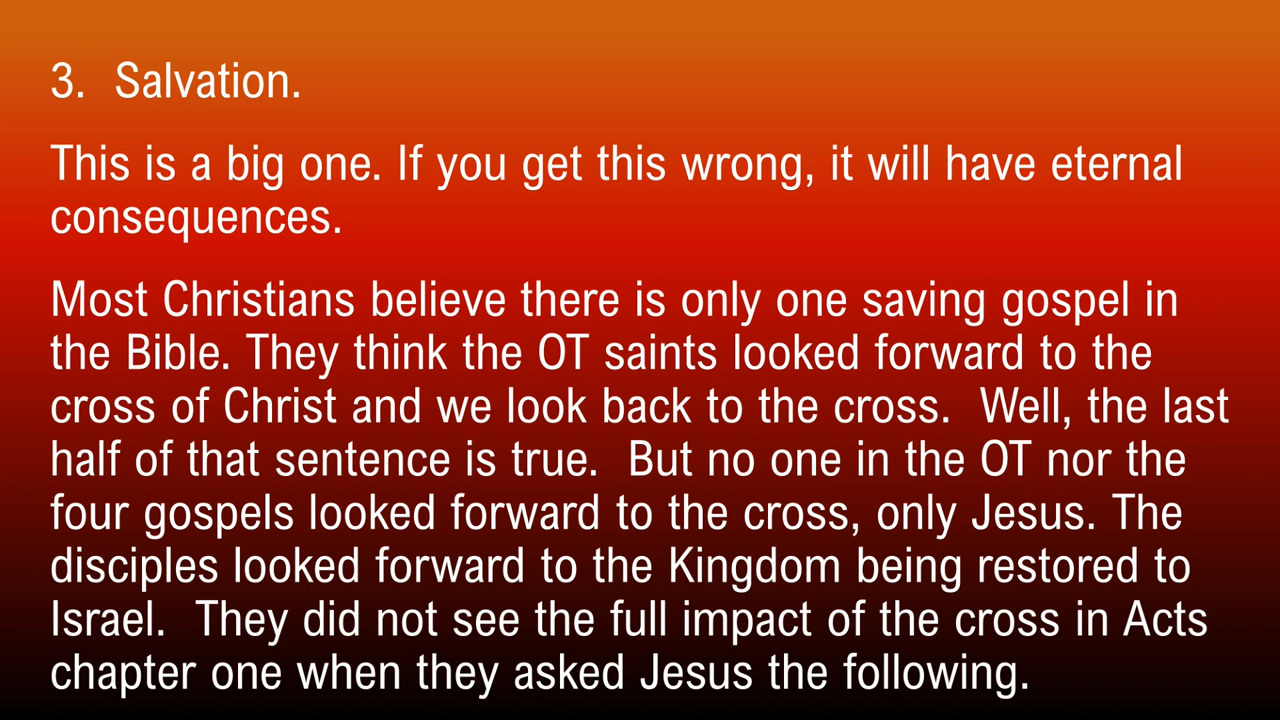 3.  Salvation.
This is a big one. If you get this wrong, it will have eternal
consequences.
Most Christians believe there is only one saving gospel in
the Bible. They think the OT saints looked forward to the
cross of Christ and we look back to the cross.  Well, the last
half of that sentence is true.  But no one in the OT nor the
four gospels looked forward to the cross, only Jesus. The
disciples looked forward to the Kingdom being restored to
Israel.  They did not see the full impact of the cross in Acts
chapter one when they asked Jesus the following.